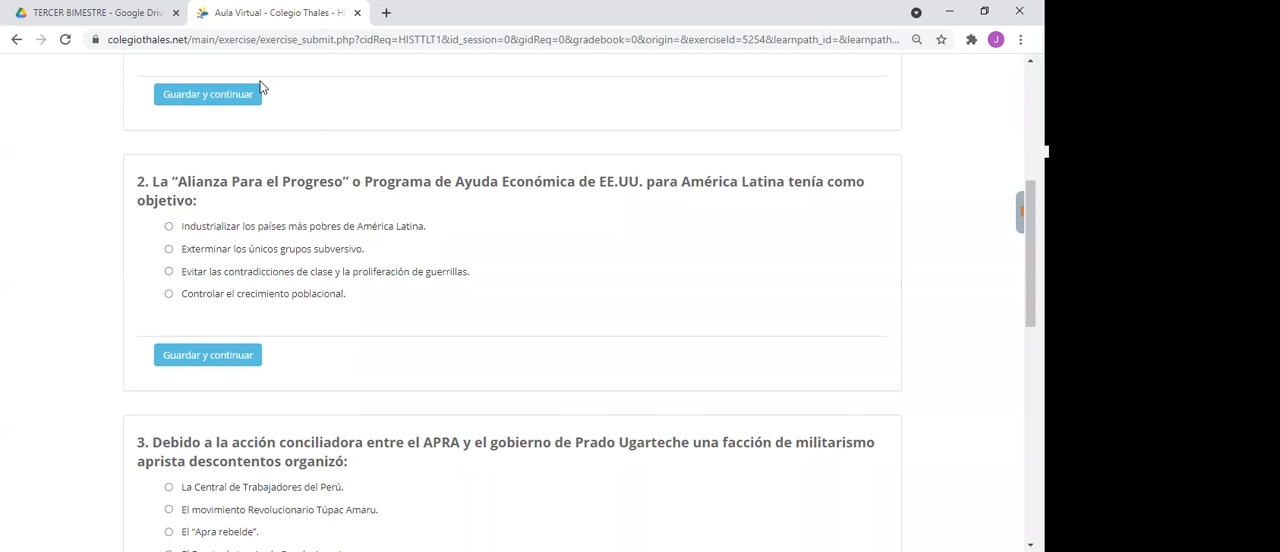 TERCER BIMESTRE - Google Driv
Aula Virtual - Colegio Thales - H
colegiothales.net/main/exercise/exercise_submit.php?cidReq=HISTTLT1&id_session=0&gidReq=0&gradebook=0&origin=&exerciseId=5254&learnpath_id=&learnpath...
J
Guardar y continuar
2. La “Alianza Para el Progreso” o Programa de Ayuda Económica de EE.UU. para América Latina tenía como
objetivo:
Industrializar los países más pobres de América Latina.
Exterminar los únicos grupos subversivo.
Evitar las contradicciones de clase y la proliferación de guerrillas.
Controlar el crecimiento poblacional.
Guardar y continuar
3. Debido a la acción conciliadora entre el APRA y el gobierno de Prado Ugarteche una facción de militarismo
aprista descontentos organizó:
La Central de Trabajadores del Perú.
El movimiento Revolucionario Túpac Amaru.
El “Apra rebelde”.